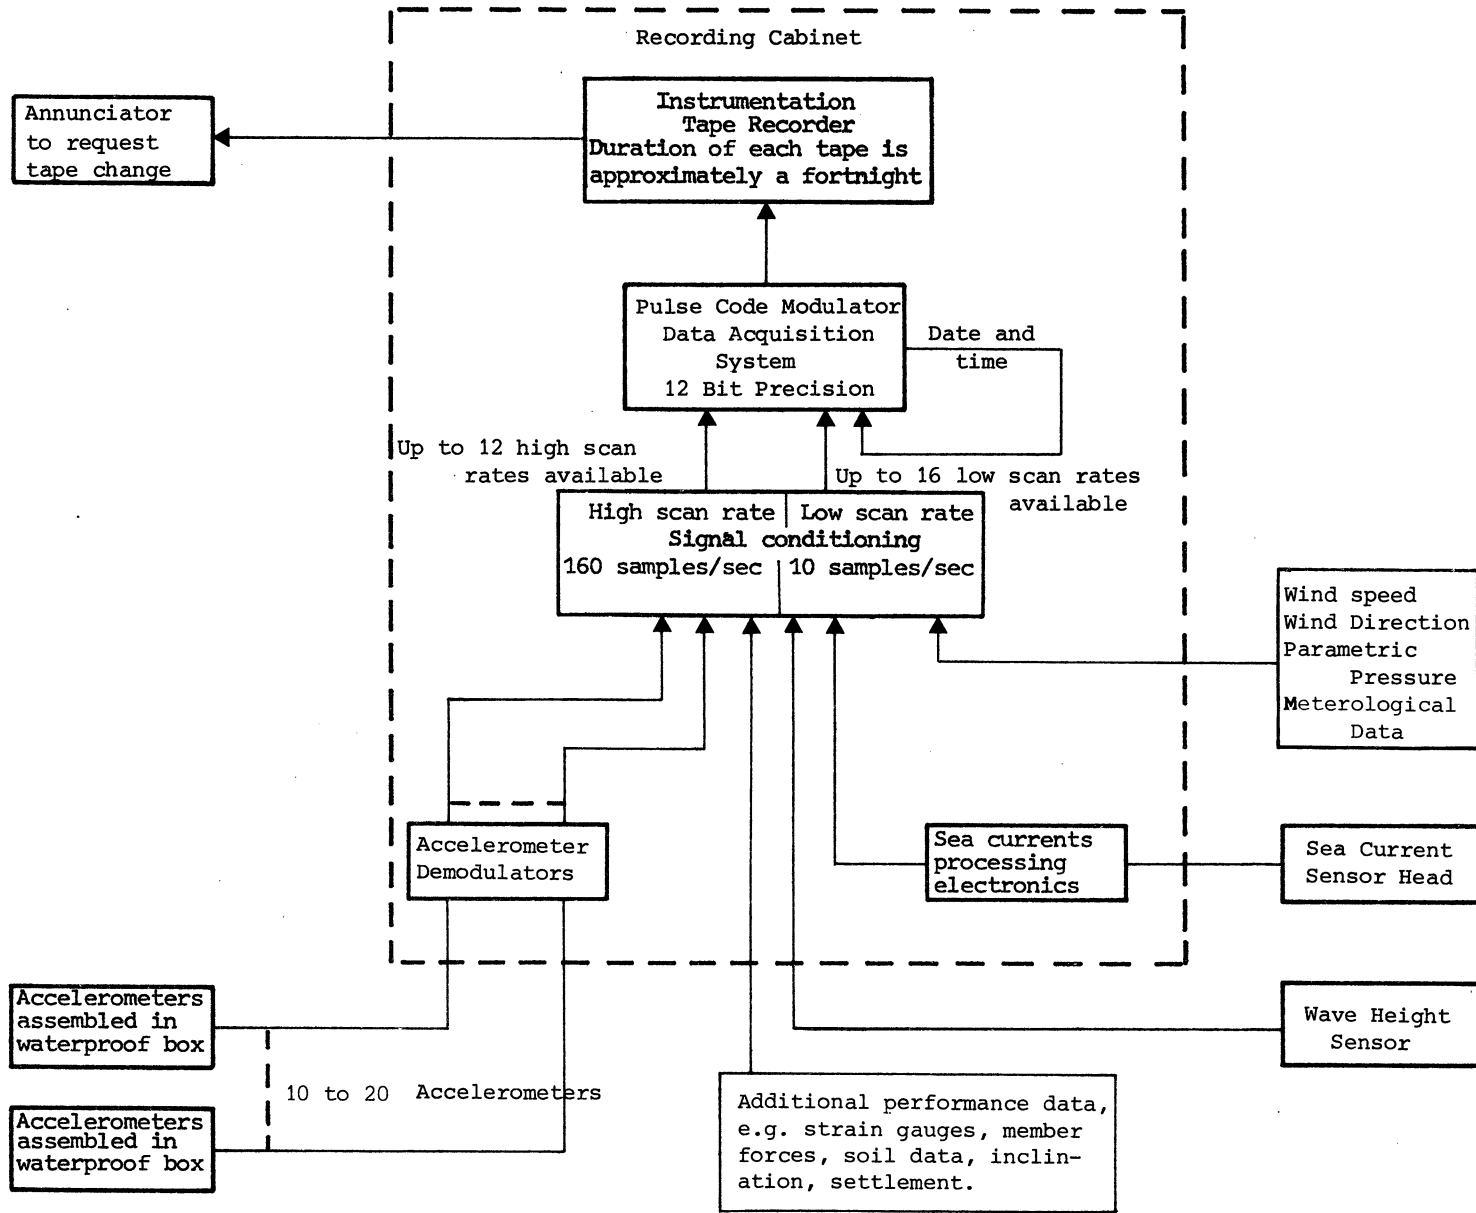 Recording Cabinet
Annunciator
to request
tape change
Instrumentation
Tape Recorder
Duration of each tape is
approximately a fortnight
Pulse Code Modulator
Data Acquisition
System
12 Bit Precision
Date and
time
Up to 12 high scan
rates available
Up to 16 low scan rates
available
High scan rate Low scan rate
Signal conditioning
160 samples/sec 10 samples/sec
Wind speed
Wind Direction
Parametric
Pressure
Meterological
Data
Accelerometer
Demodulators
Sea currents
processing
electronics
Sea Current
Sensor Head
Accelerometers
assembled in
waterproof box
Wave Height
Sensor
10 to 20 Accelerometers
Accelerometers
assembled in
waterproof box
Additional performance data,
e.g. strain gauges, member
forces, soil data, inclin-
ation, settlement.